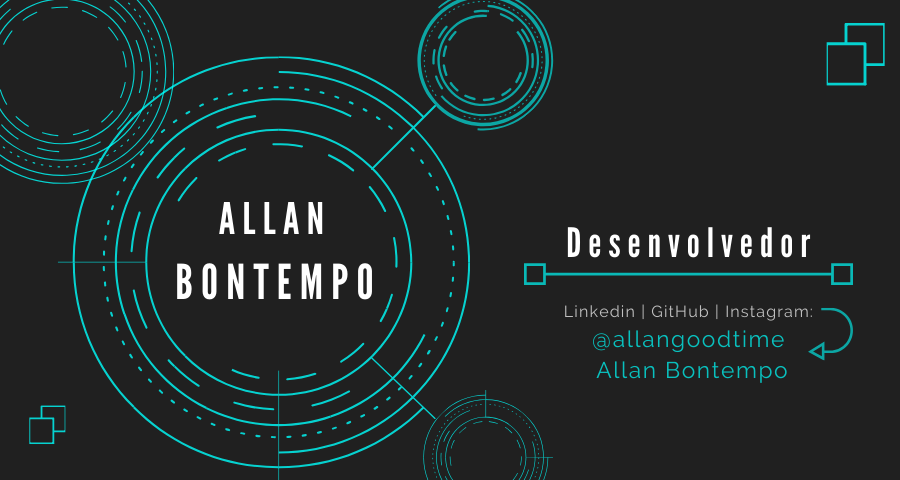 ALLAN
BONTEMPO
Desenvolvedor
Linkedin | GitHub | Instagram:
@allangoodtime
Allan Bontempo